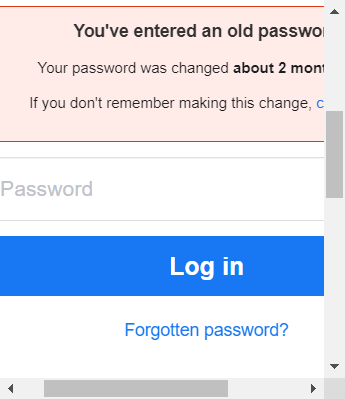 You've entered an old passwor
Your password was changed about 2 mont
If you don't remember making this change, c
Password
Log in
Forgotten password?